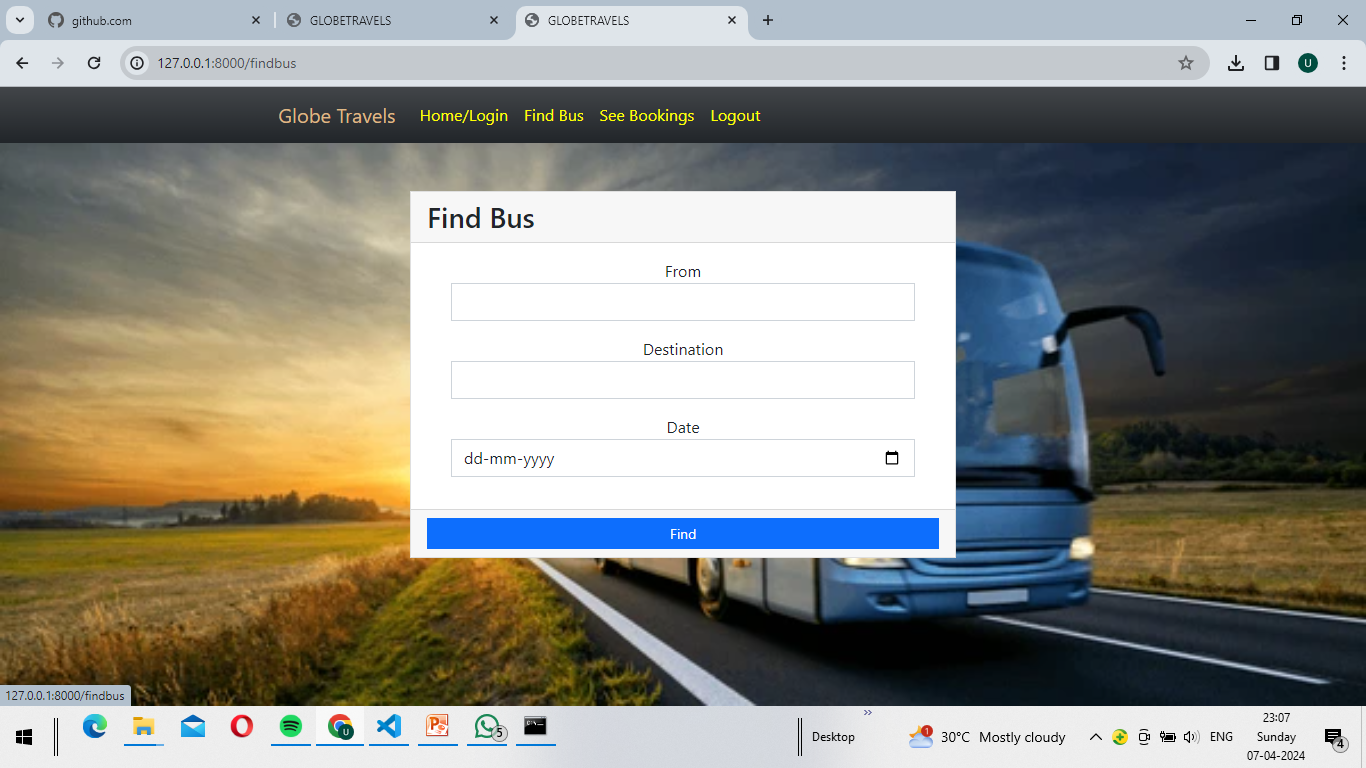 github.com
GLOBETRAVELS
GLOBETRAVELS
127.0.0.1:8000/findbus
U
Globe Travels Home/Login Find Bus See Bookings Logout
Find Bus
From
Destination
Date
dd-mm-yyyy
Find
127.0.0.1:8000/findbus
U
5
Desktop
»
1
30°C Mostly cloudy
ENG
23:07
Sunday
07-04-2024
4